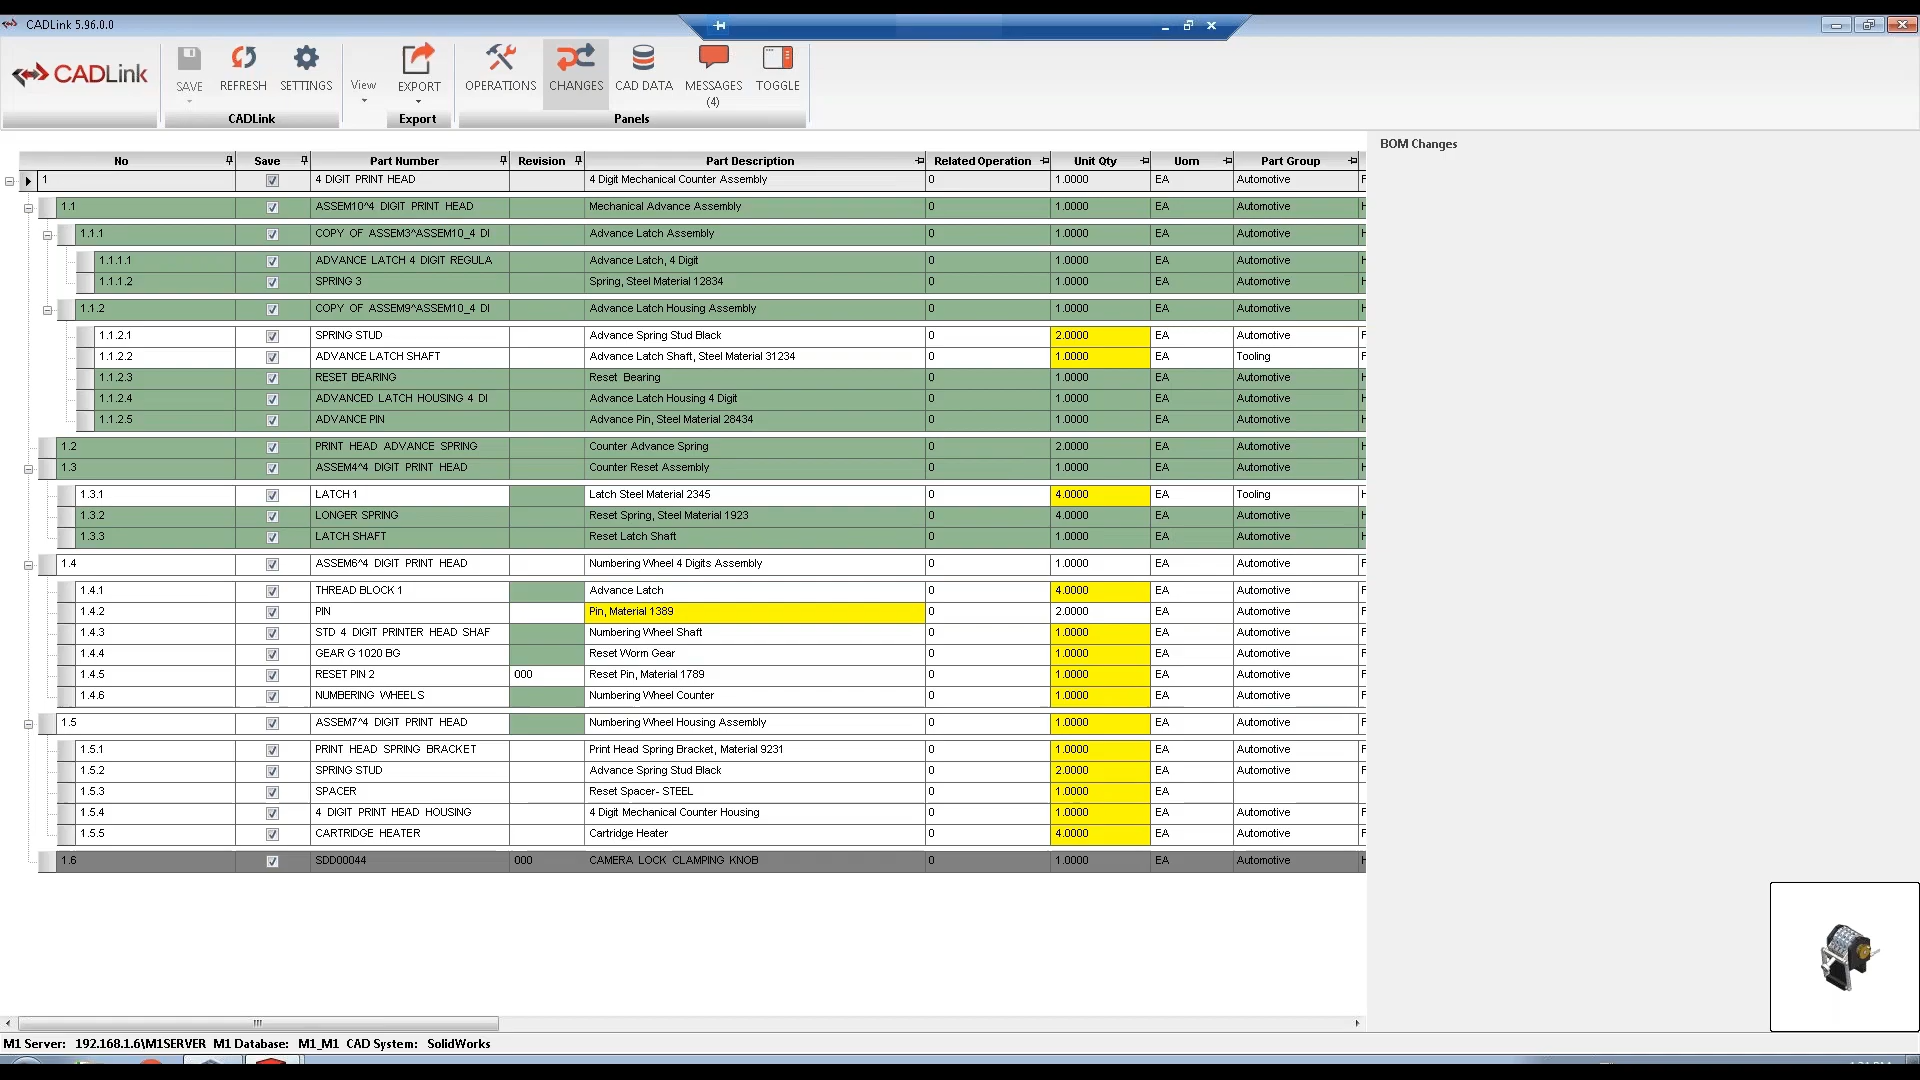 CADLink 5.96.0.0
CADLink
SAVE REFRESH SETTINGS View EXPORT OPERATIONS CHANGES CAD DATA MESSAGES (4) TOGGLE
CADLink Export Panels
BOM Changes
No Save Part Number Revision Part Description Related Operation Unit Qty Uom Part Group
1 4 DIGIT PRINT HEAD 4 Digit Mechanical Counter Assembly 0 1.0000 EA Automotive F
1.1 ASSEM10^4 DIGIT PRINT HEAD Mechanical Advance Assembly 0 1.0000 EA Automotive H
1.1.1 COPY OF ASSEM3^ASSEM10_4 DI Advance Latch Assembly 0 1.0000 EA Automotive H
1.1.1.1 ADVANCE LATCH 4 DIGIT REGULA Advance Latch, 4 Digit 0 1.0000 EA Automotive H
1.1.1.2 SPRING 3 Spring, Steel Material 12834 0 1.0000 EA Automotive H
1.1.2 COPY OF ASSEM9^ASSEM10_4 DI Advance Latch Housing Assembly 0 1.0000 EA Automotive H
1.1.2.1 SPRING STUD Advance Spring Stud Black 0 2.0000 EA Automotive F
1.1.2.2 ADVANCE LATCH SHAFT Advance Latch Shaft, Steel Material 31234 0 1.0000 EA Tooling F
1.1.2.3 RESET BEARING Reset Bearing 0 1.0000 EA Automotive H
1.1.2.4 ADVANCED LATCH HOUSING 4 DI Advance Latch Housing 4 Digit 0 1.0000 EA Automotive H
1.1.2.5 ADVANCE PIN Advance Pin, Steel Material 28434 0 1.0000 EA Automotive H
1.2 PRINT HEAD ADVANCE SPRING Counter Advance Spring 0 2.0000 EA Automotive H
1.3 ASSEM4^4 DIGIT PRINT HEAD Counter Reset Assembly 0 1.0000 EA Automotive H
1.3.1 LATCH 1 Latch Steel Material 2345 0 4.0000 EA Tooling H
1.3.2 LONGER SPRING Reset Spring, Steel Material 1923 0 4.0000 EA Automotive H
1.3.3 LATCH SHAFT Reset Latch Shaft 0 1.0000 EA Automotive H
1.4 ASSEM6^4 DIGIT PRINT HEAD Numbering Wheel 4 Digits Assembly 0 1.0000 EA Automotive F
1.4.1 THREAD BLOCK 1 Advance Latch 0 4.0000 EA Automotive F
1.4.2 PIN Pin, Material 1389 0 2.0000 EA Automotive F
1.4.3 STD 4 DIGIT PRINTER HEAD SHAF Numbering Wheel Shaft 0 1.0000 EA Automotive F
1.4.4 GEAR G 1020 BG Reset Worm Gear 0 1.0000 EA Automotive F
1.4.5 RESET PIN 2 000 Reset Pin, Material 1789 0 1.0000 EA Automotive F
1.4.6 NUMBERING WHEELS Numbering Wheel Counter 0 1.0000 EA Automotive F
1.5 ASSEM7^4 DIGIT PRINT HEAD Numbering Wheel Housing Assembly 0 1.0000 EA Automotive F
1.5.1 PRINT HEAD SPRING BRACKET Print Head Spring Bracket, Material 9231 0 1.0000 EA Automotive F
1.5.2 SPRING STUD Advance Spring Stud Black 0 2.0000 EA Automotive F
1.5.3 SPACER Reset Spacer- STEEL 0 1.0000 EA F
1.5.4 4 DIGIT PRINT HEAD HOUSING 4 Digit Mechanical Counter Housing 0 1.0000 EA Automotive F
1.5.5 CARTRIDGE HEATER Cartridge Heater 0 4.0000 EA Automotive F
1.6 SDD00044 000 CAMERA LOCK CLAMPING KNOB 0 1.0000 EA Automotive H
M1 Server: 192.168.1.6\M1SERVER M1 Database: M1_M1 CAD System: SolidWorks